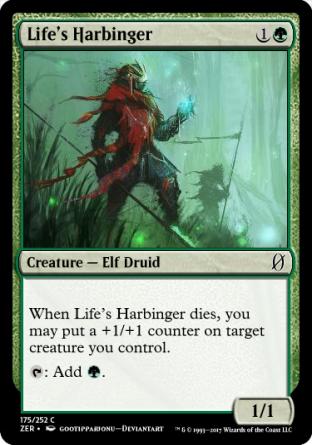 Life's Harbinger 1
Creature — Elf Druid
When Life's Harbinger dies, you
may put a +1/+1 counter on target
creature you control.
: Add .
1/1
175/252 C
ZER • GOOTIPPARJONU—DEVIANTART ™ & © 1993–2017 Wizards of the Coast LLC